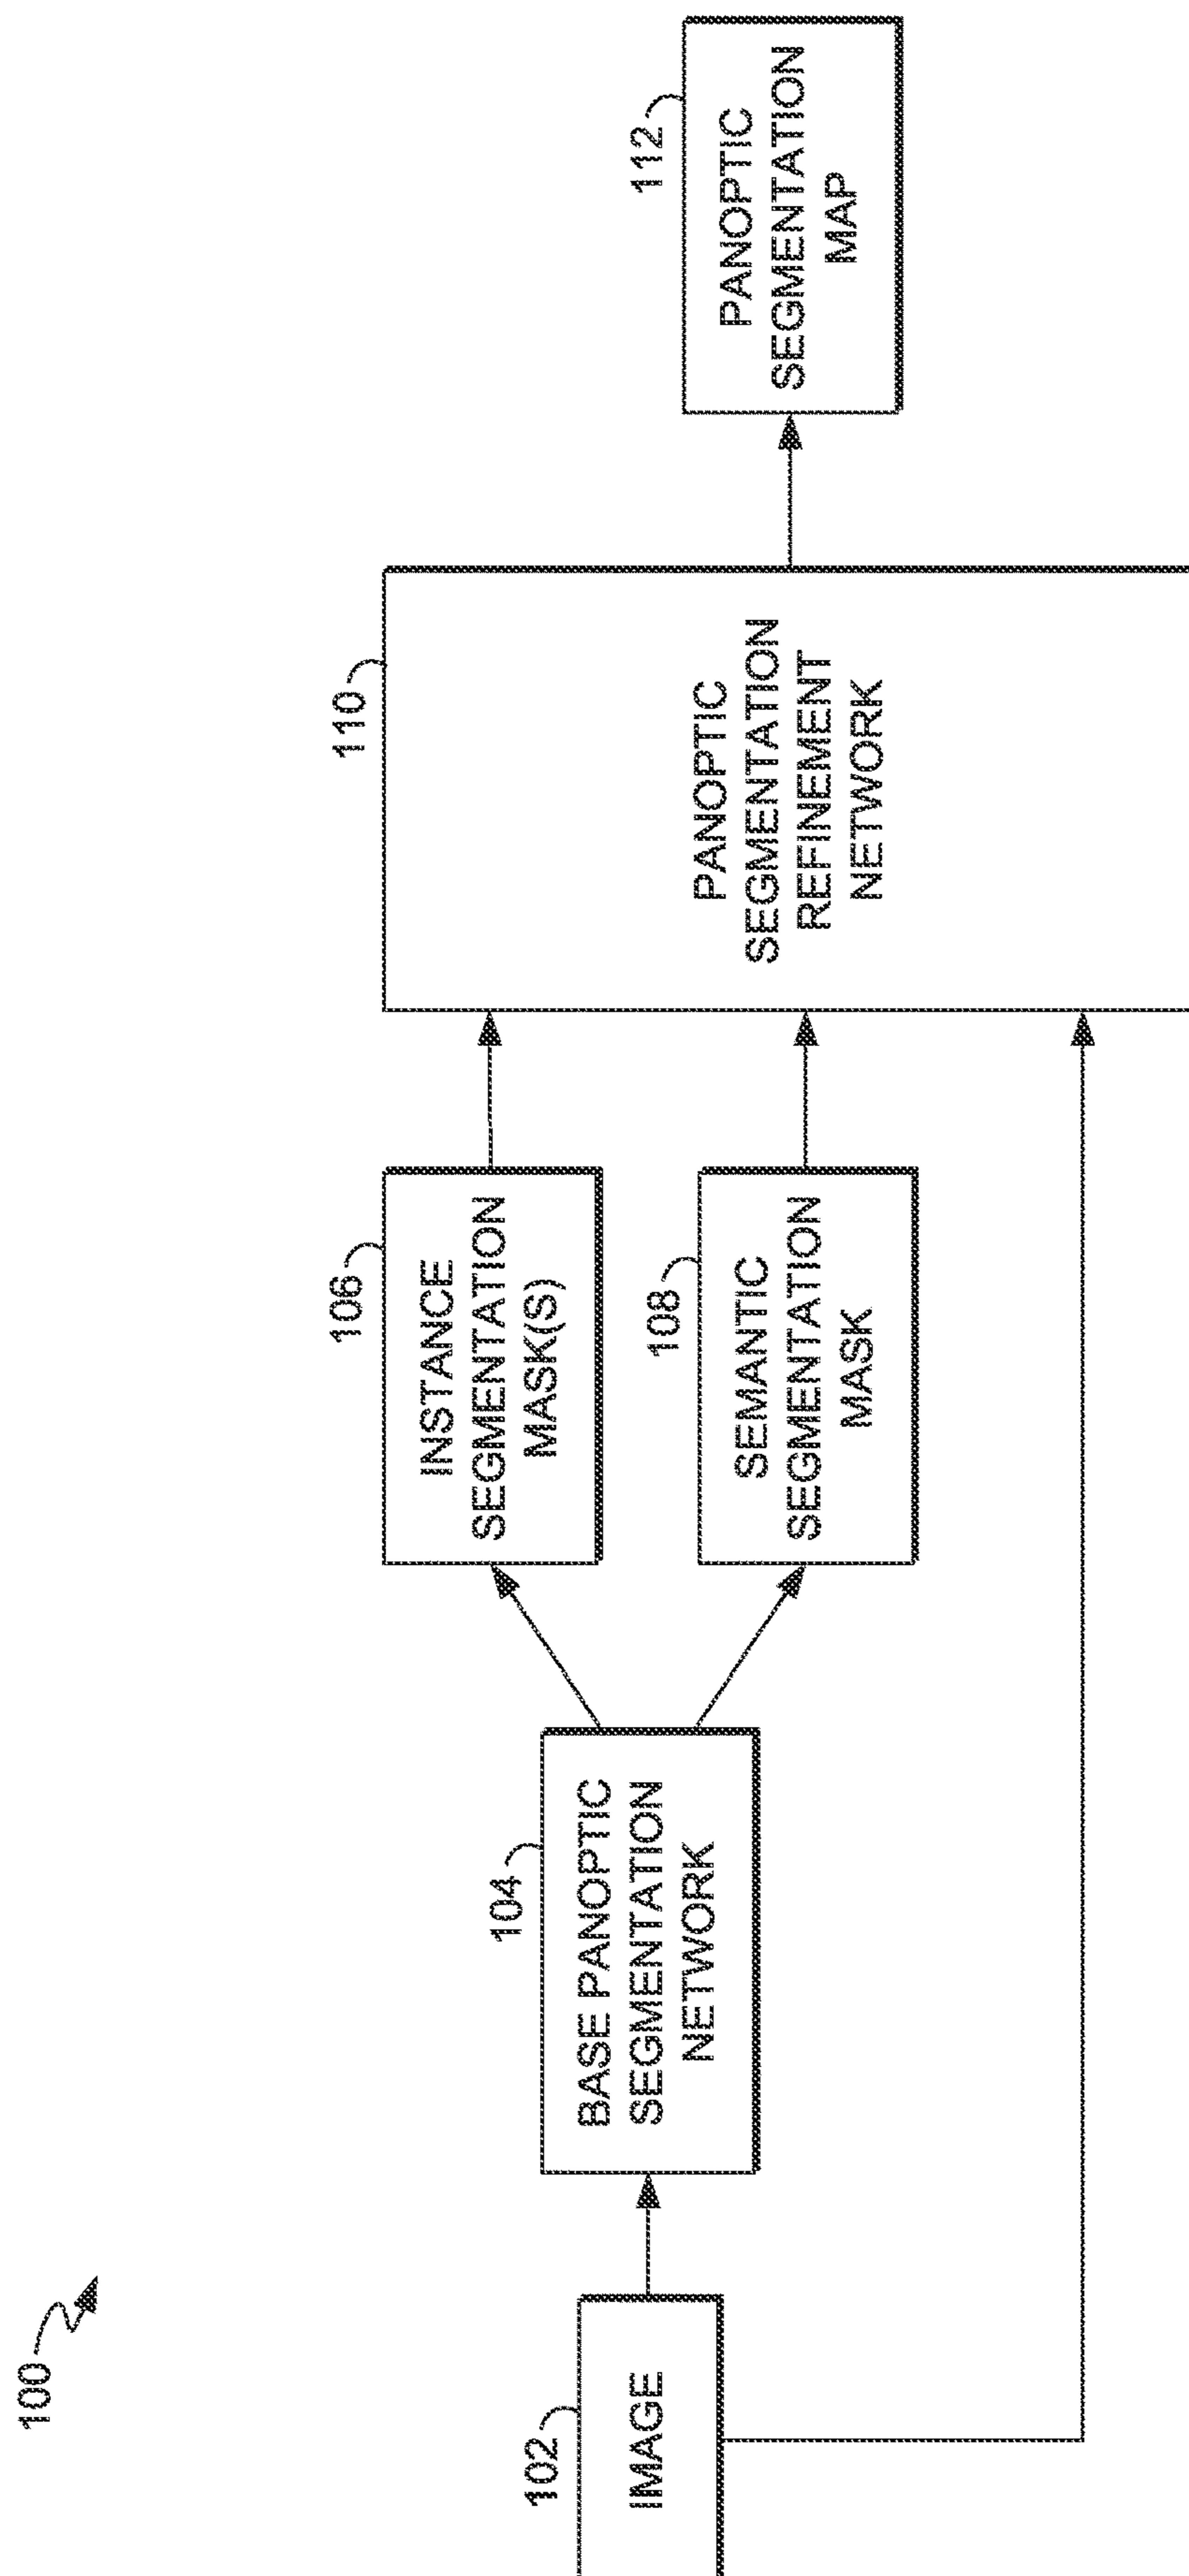 100
102
IMAGE
104
BASE PANOPTIC
SEGMENTATION
NETWORK
106
INSTANCE
SEGMENTATION
MASK(S)
108
SEMANTIC
SEGMENTATION
MASK
110
PANOPTIC
SEGMENTATION
REFINEMENT
NETWORK
112
PANOPTIC
SEGMENTATION
MAP